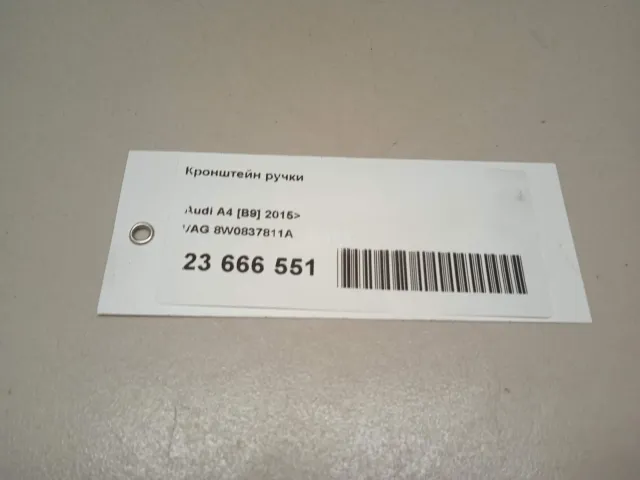 Кронштейн ручки
Audi A4 [B9] 2015>
VAG 8W0837811A
23 666 551